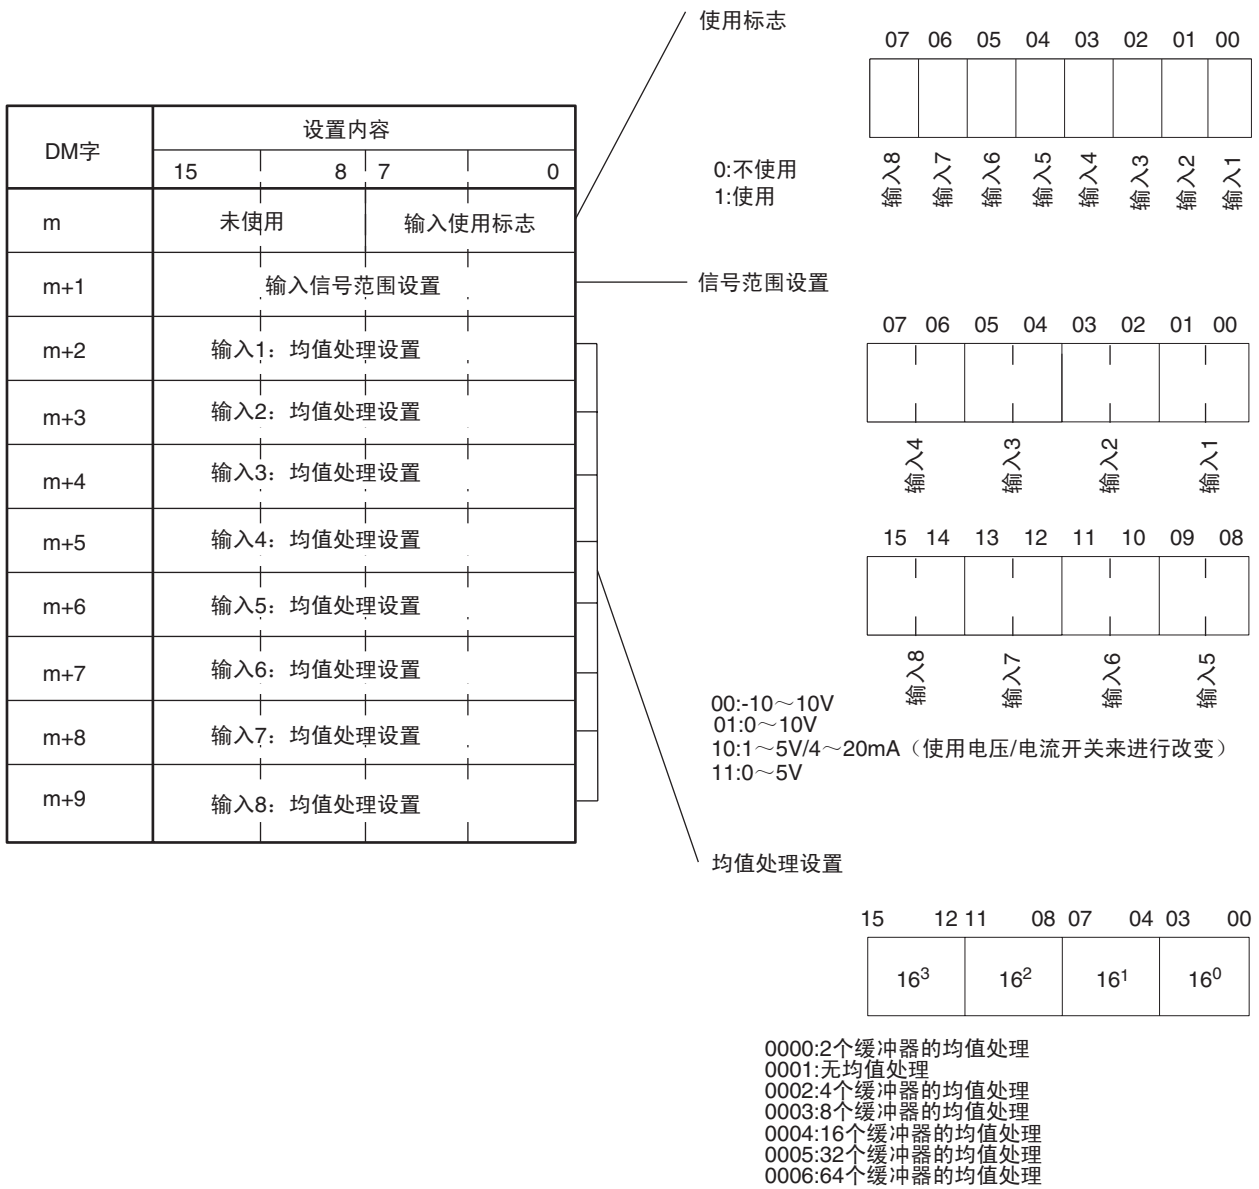 DM字
设置内容
15 8 7 0
m 未使用 输入使用标志
m+1 输入信号范围设置
m+2 输入1：均值处理设置
m+3 输入2：均值处理设置
m+4 输入3：均值处理设置
m+5 输入4：均值处理设置
m+6 输入5：均值处理设置
m+7 输入6：均值处理设置
m+8 输入7：均值处理设置
m+9 输入8：均值处理设置
使用标志
07 06 05 04 03 02 01 00
输入8 输入7 输入6 输入5 输入4 输入3 输入2 输入1
0:不使用
1:使用
信号范围设置
07 06 05 04 03 02 01 00
输入4 输入3 输入2 输入1
15 14 13 12 11 10 09 08
输入8 输入7 输入6 输入5
00:-10～10V
01:0～10V
10:1～5V/4～20mA（使用电压/电流开关来进行改变）
11:0～5V
均值处理设置
15 12 11 08 07 04 03 00
16³ 16² 16¹ 16⁰
0000:2个缓冲器的均值处理
0001:无均值处理
0002:4个缓冲器的均值处理
0003:8个缓冲器的均值处理
0004:16个缓冲器的均值处理
0005:32个缓冲器的均值处理
0006:64个缓冲器的均值处理